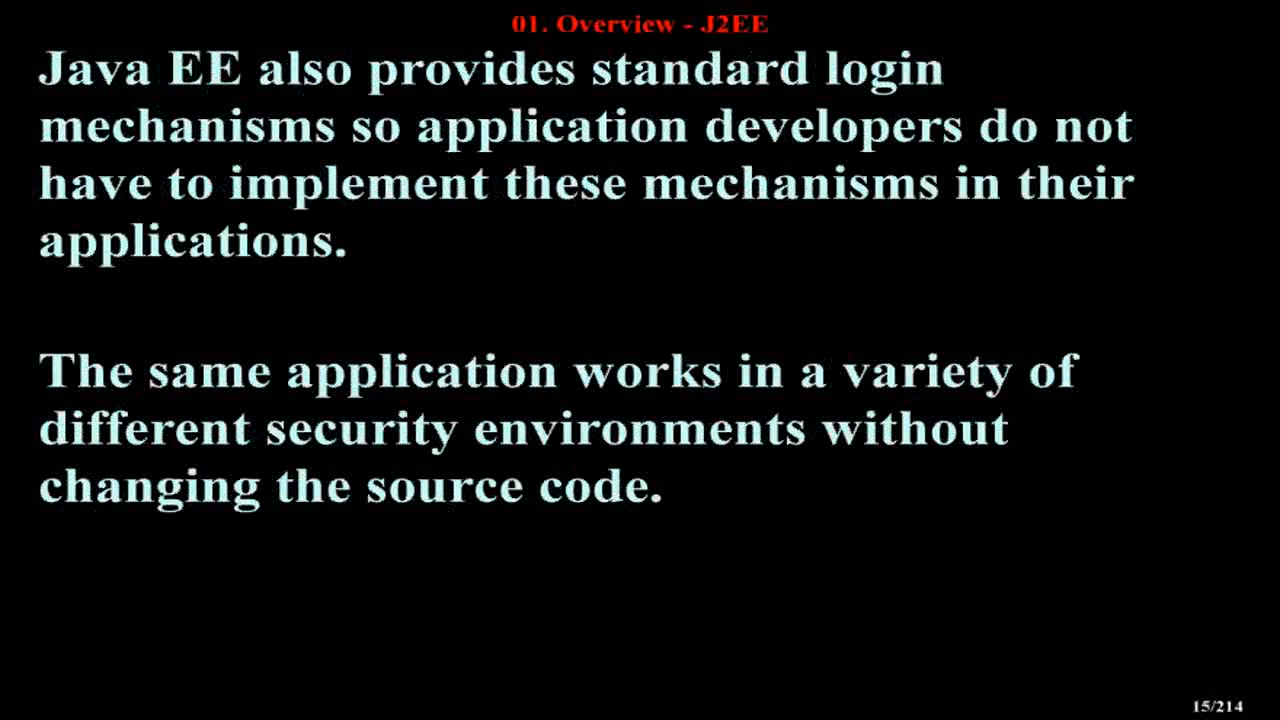 01. Overview - J2EE
Java EE also provides standard login
mechanisms so application developers do not
have to implement these mechanisms in their
applications.
The same application works in a variety of
different security environments without
changing the source code.
15/214